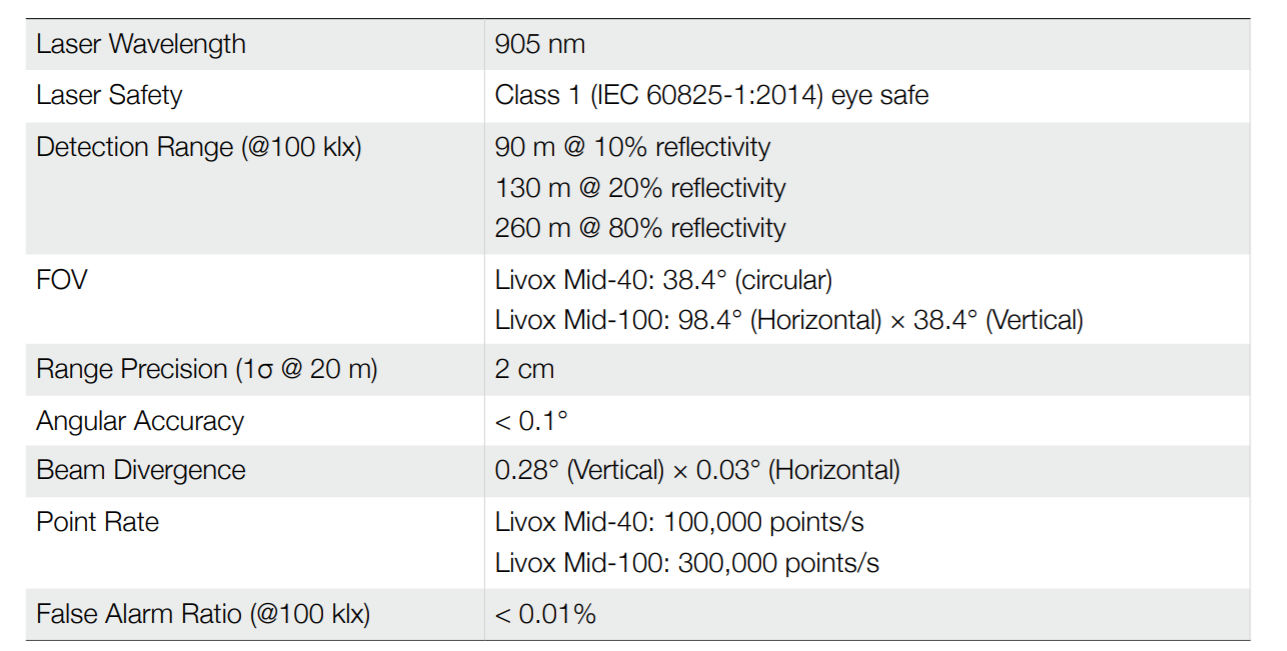 Laser Wavelength 905 nm
Laser Safety Class 1 (IEC 60825-1:2014) eye safe
Detection Range (@100 klx) 90 m @ 10% reflectivity
130 m @ 20% reflectivity
260 m @ 80% reflectivity
FOV Livox Mid-40: 38.4° (circular)
Livox Mid-100: 98.4° (Horizontal) × 38.4° (Vertical)
Range Precision (1σ @ 20 m) 2 cm
Angular Accuracy < 0.1°
Beam Divergence 0.28° (Vertical) × 0.03° (Horizontal)
Point Rate Livox Mid-40: 100,000 points/s
Livox Mid-100: 300,000 points/s
False Alarm Ratio (@100 klx) < 0.01%